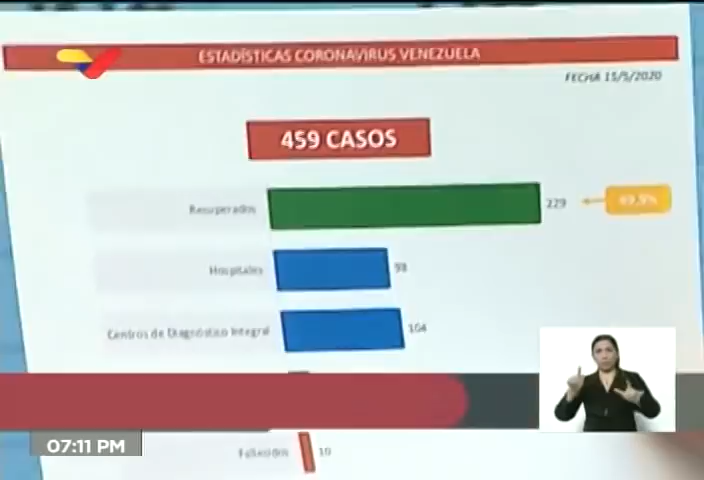 ESTADÍSTICAS CORONAVIRUS VENEZUELA
FECHA 15/5/2020
459 CASOS
Recuperados 229 49,9%
Hospitales 98
Centros de Diagnóstico Integral 104
07:11 PM
Fallecidos 10